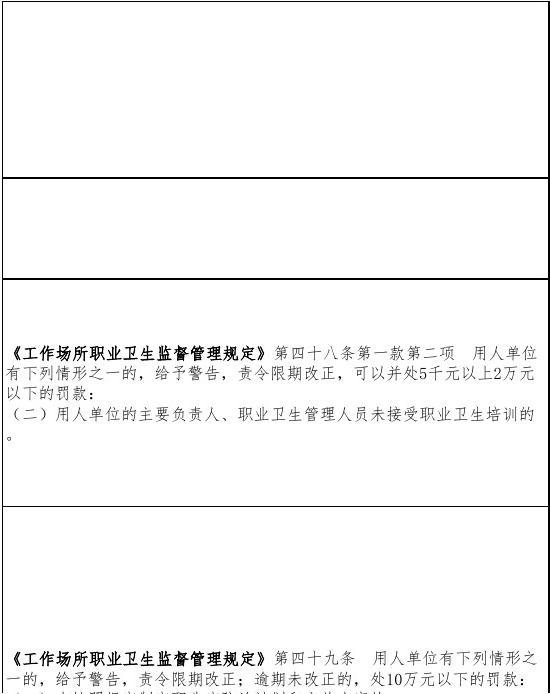 《工作场所职业卫生监督管理规定》第四十八条第一款第二项　用人单位
有下列情形之一的，给予警告，责令限期改正，可以并处5千元以上2万元
以下的罚款：
（二）用人单位的主要负责人、职业卫生管理人员未接受职业卫生培训的
。
《工作场所职业卫生监督管理规定》第四十九条　用人单位有下列情形之
一的，给予警告，责令限期改正；逾期未改正的，处10万元以下的罚款：